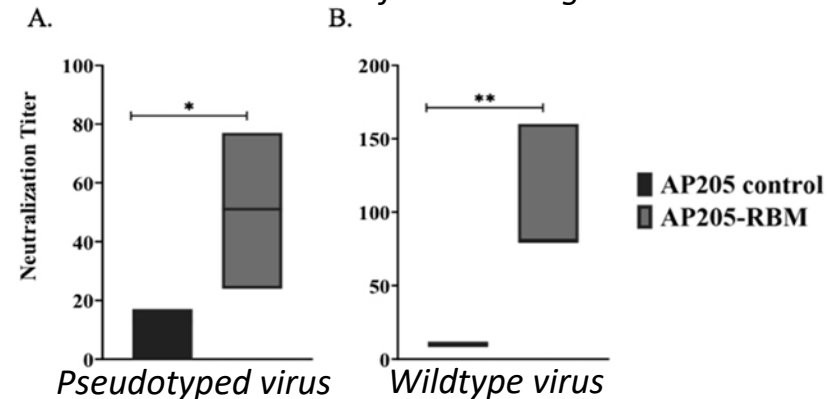 A.
B.
100
80
60
40
20
0
Neutralization Titer
*
Pseudotyped virus
200
150
100
50
0
**
Wildtype virus
AP205 control
AP205-RBM